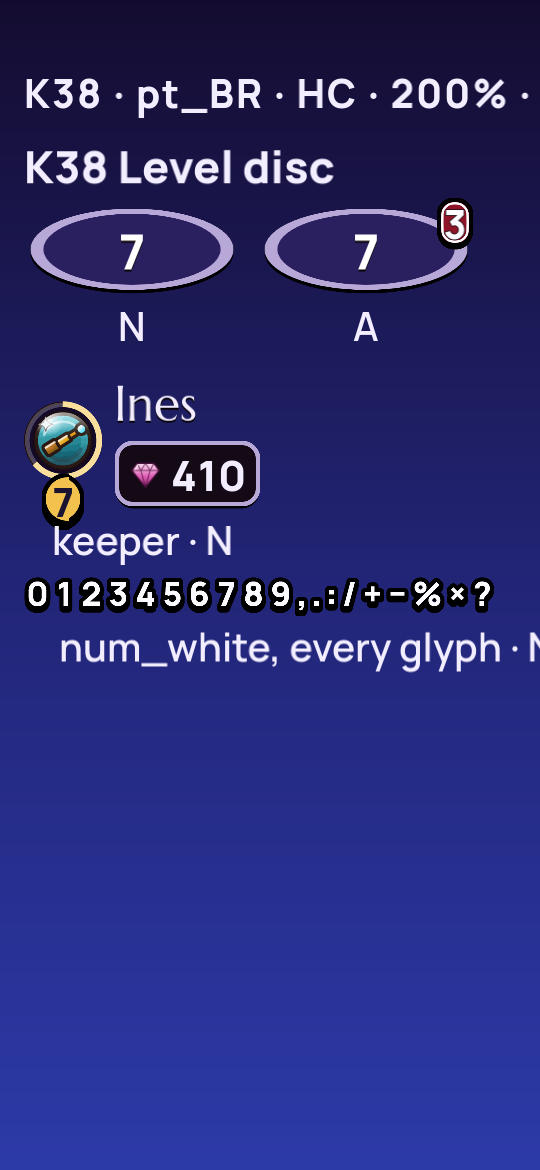 K38 · pt_BR · HC · 200% ·
K38 Level disc
7 7 3
N A
Ines
410
7
keeper · N
0123456789,.:/+−%×?
num_white, every glyph · N